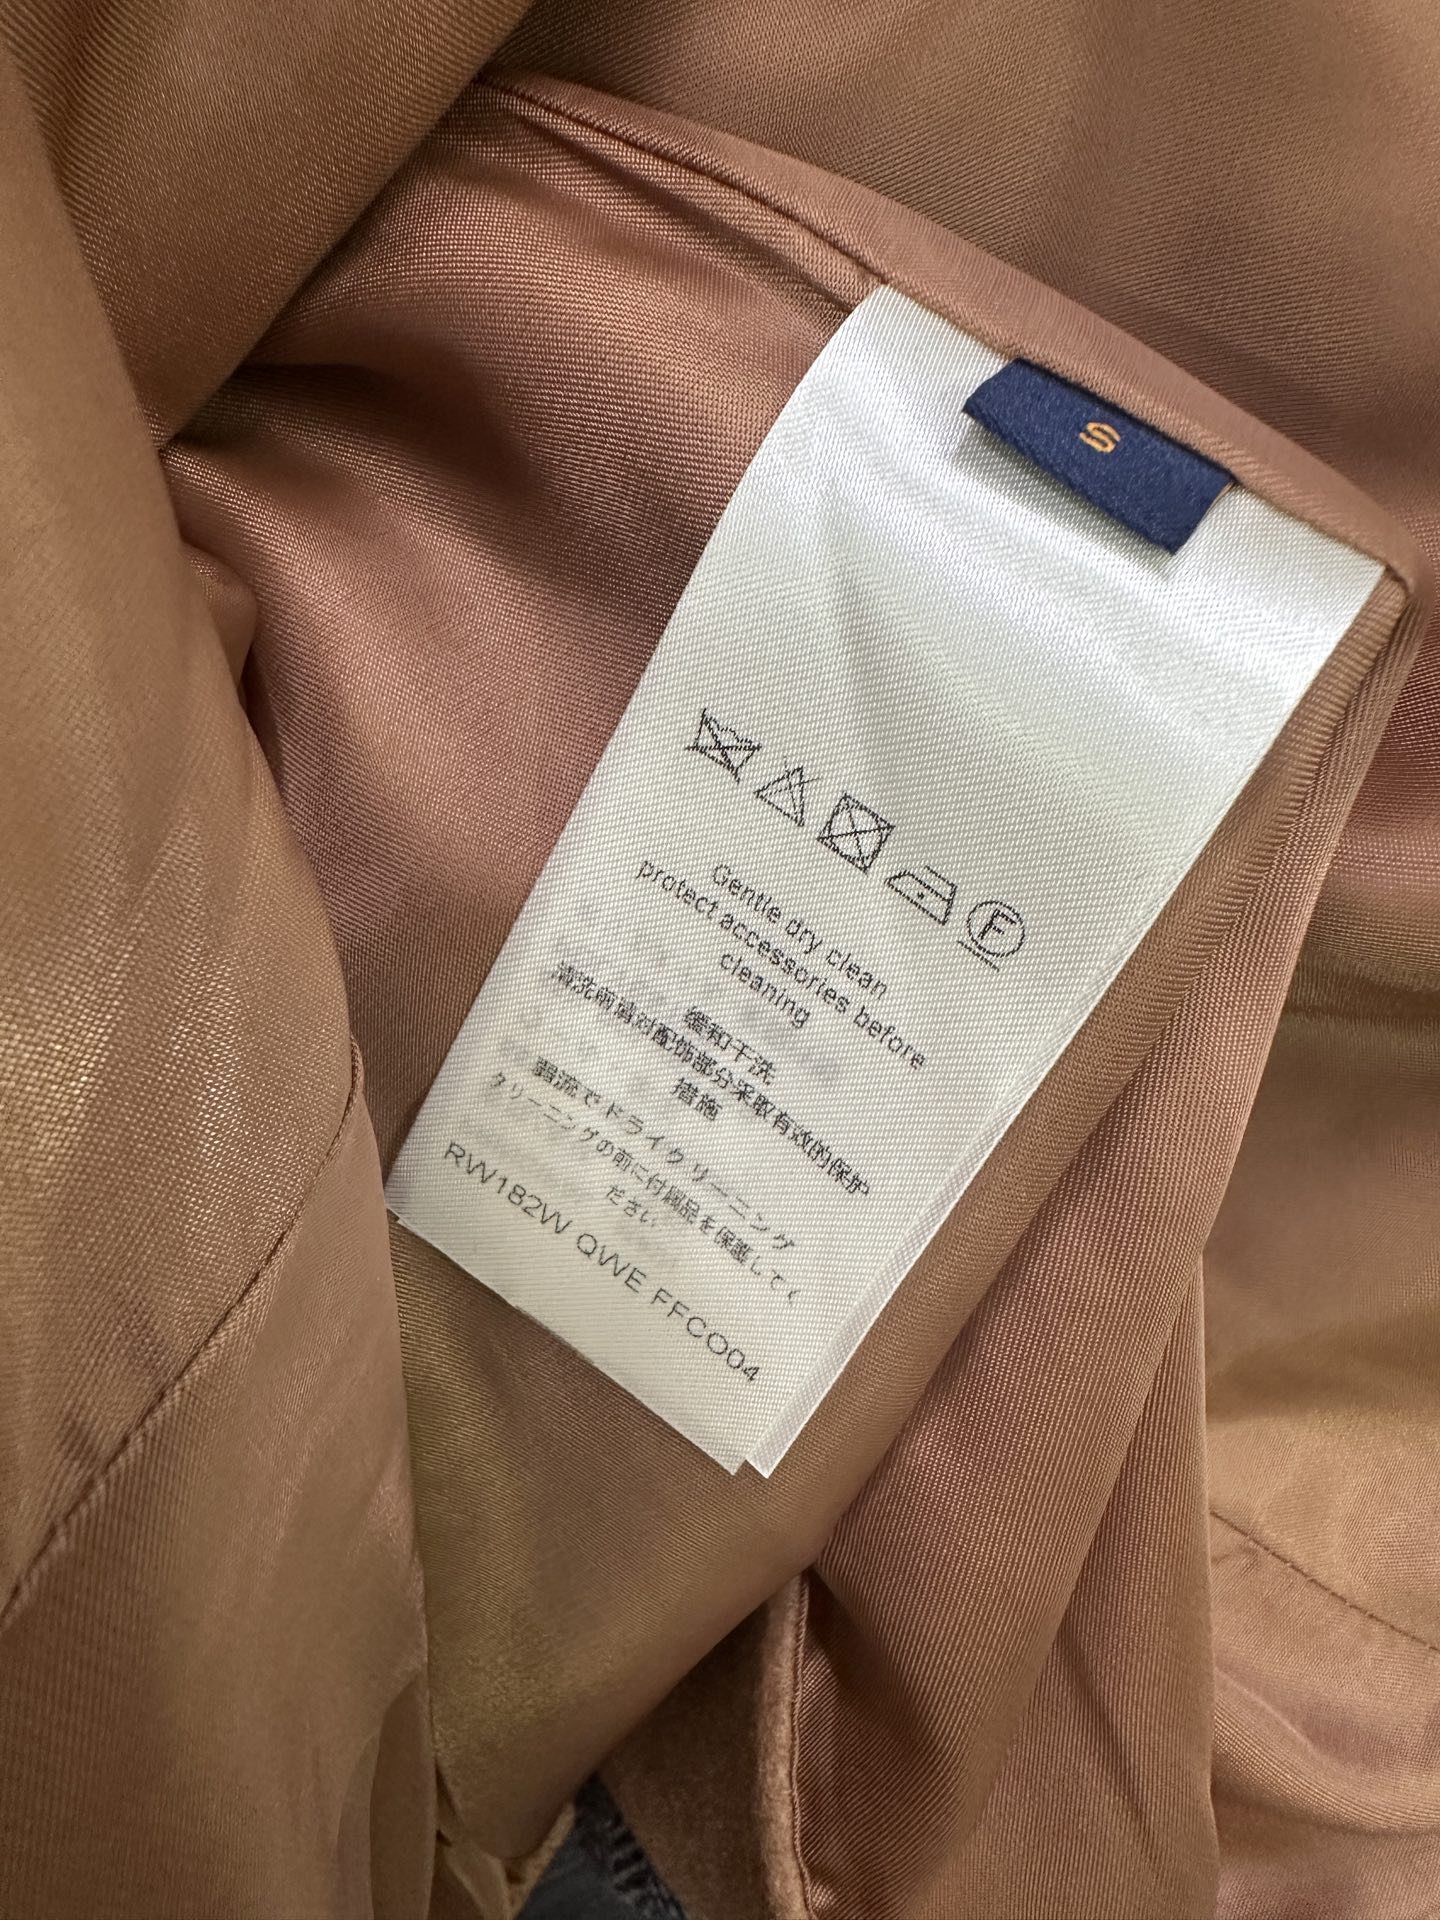 S
F
Gentle dry clean
protect accessories before
cleaning
缓和干洗
清洗前请对配饰部分采取有效的保护
措施
弱流でドライクリーニング
クリーニングの前に付属品を保護してく
ださい
RW182W QWE FFCO04